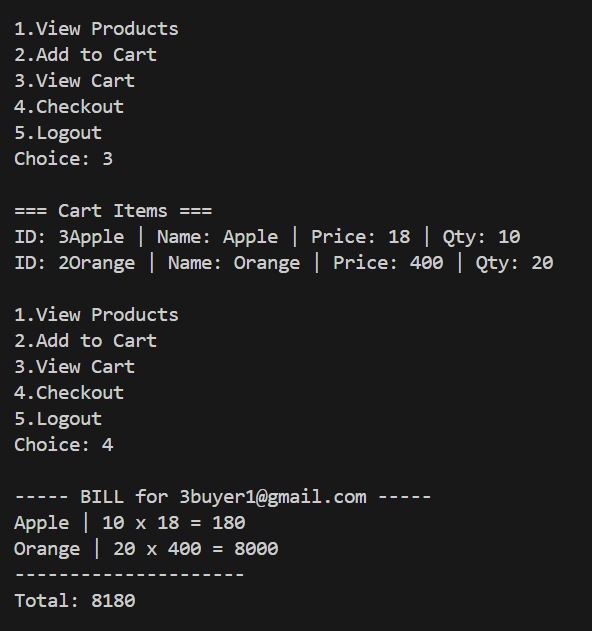 1.View Products
2.Add to Cart
3.View Cart
4.Checkout
5.Logout
Choice: 3
=== Cart Items ===
ID: 3Apple | Name: Apple | Price: 18 | Qty: 10
ID: 2Orange | Name: Orange | Price: 400 | Qty: 20
1.View Products
2.Add to Cart
3.View Cart
4.Checkout
5.Logout
Choice: 4
----- BILL for 3buyer1@gmail.com -----
Apple | 10 x 18 = 180
Orange | 20 x 400 = 8000
---------------------
Total: 8180